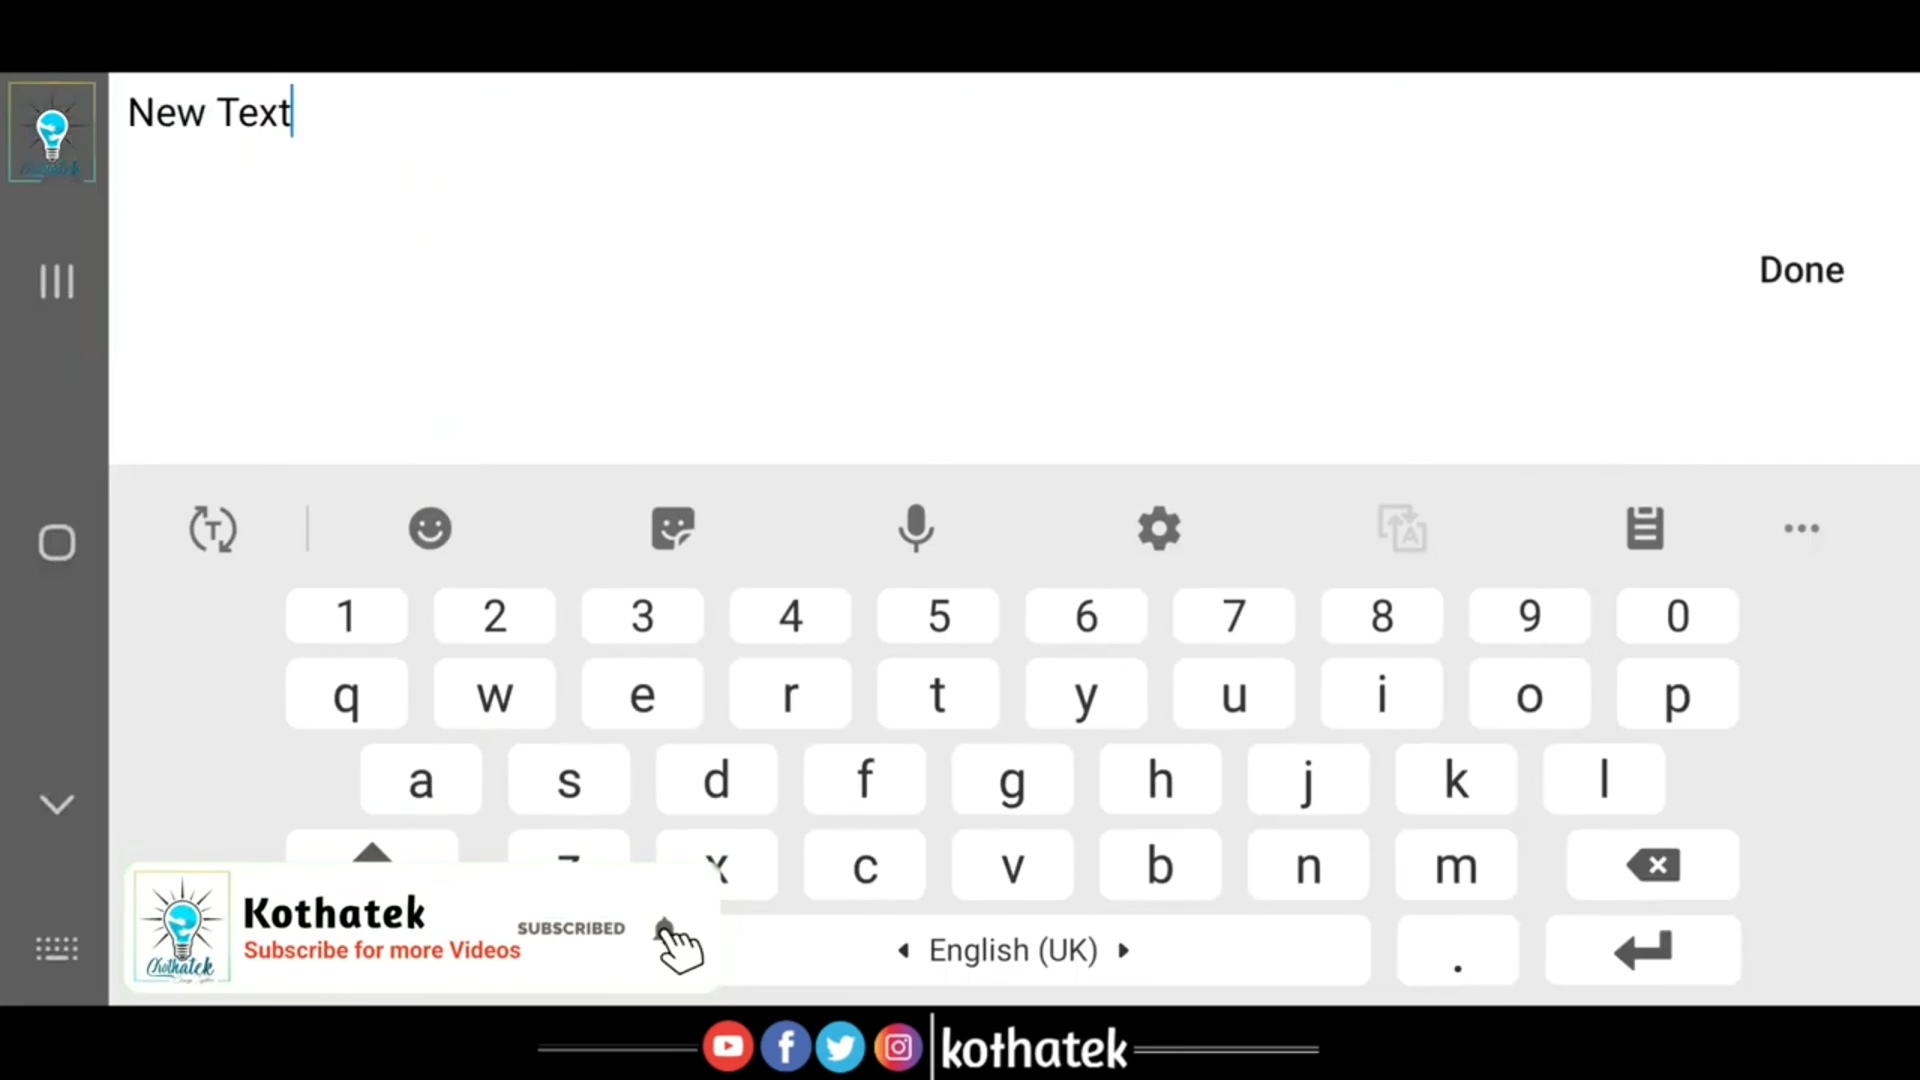 New Text
Done
1 2 3 4 5 6 7 8 9 0
q w e r t y u i o p
a s d f g h j k l
z x c v b n m
Kothatek
SUBSCRIBED
Subscribe for more Videos
Khothatek
English (UK)
.
kothatek